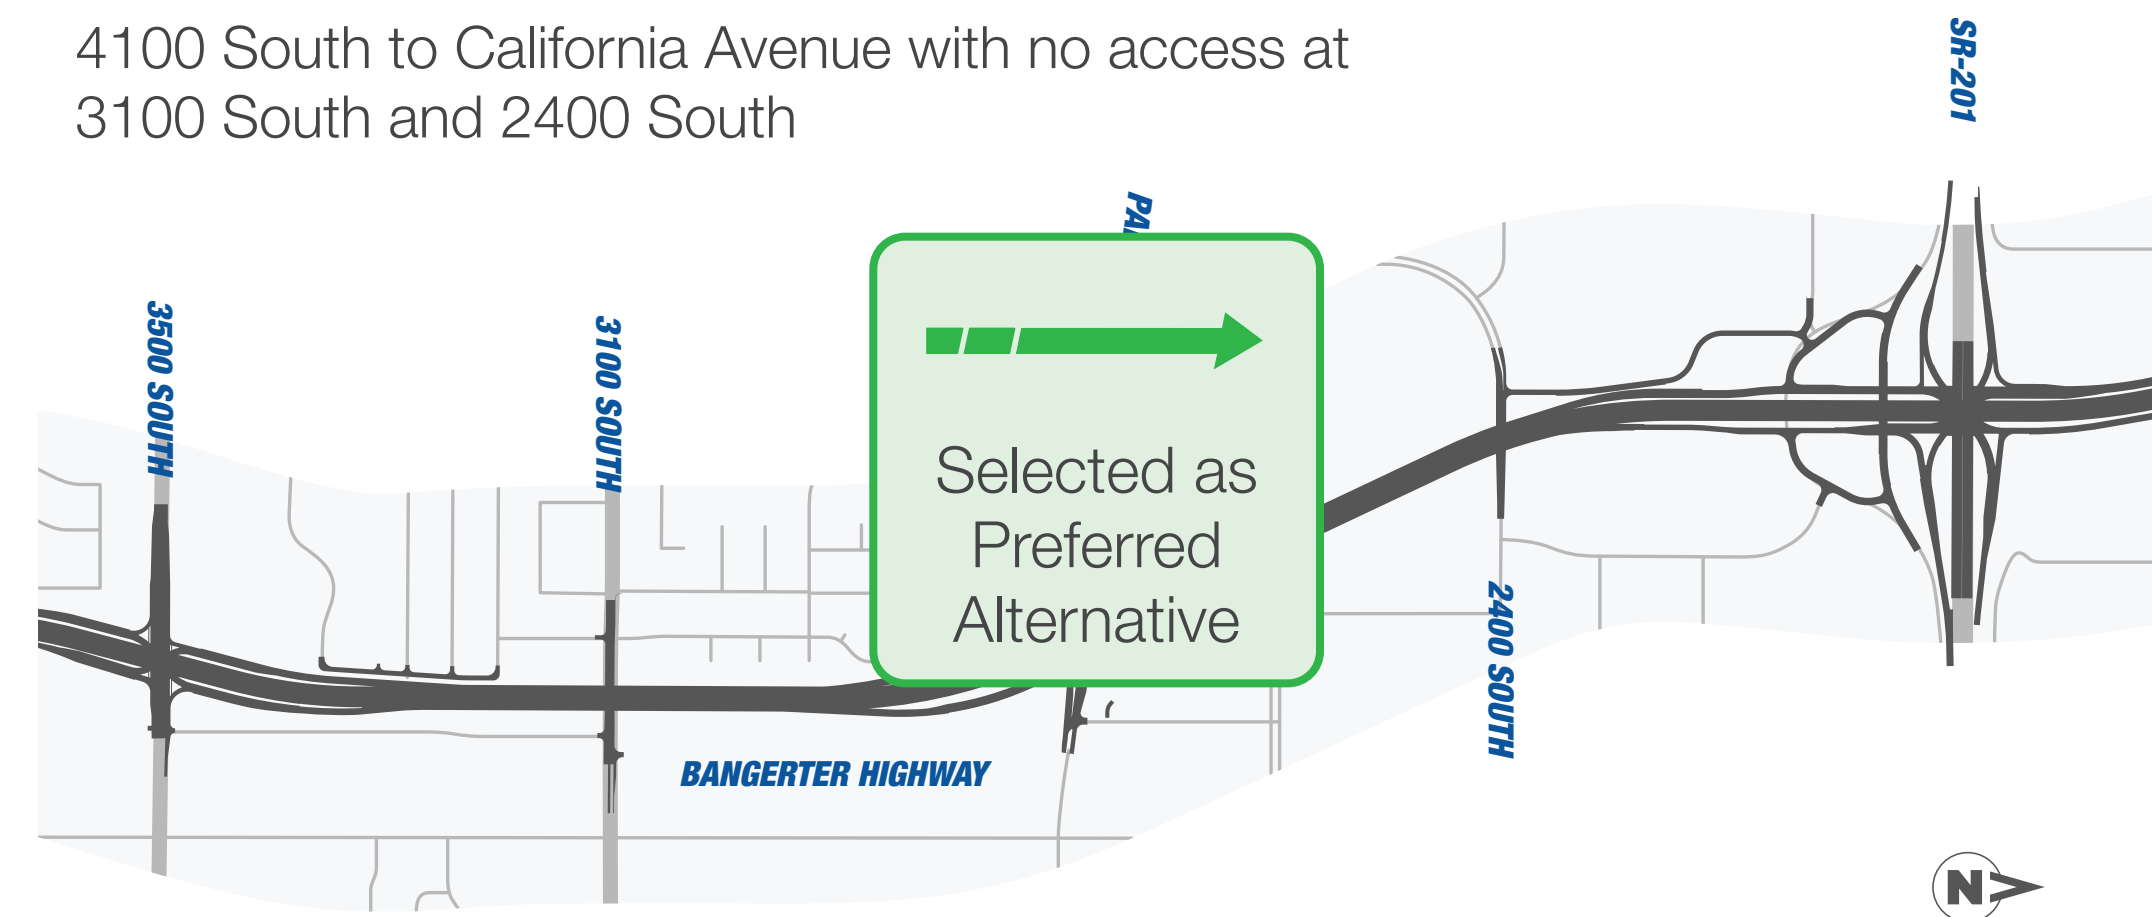 4100 South to California Avenue with no access at
3100 South and 2400 South
SR-201
3500 SOUTH
3100 SOUTH
Selected as
Preferred
Alternative
2400 SOUTH
BANGERTER HIGHWAY
N